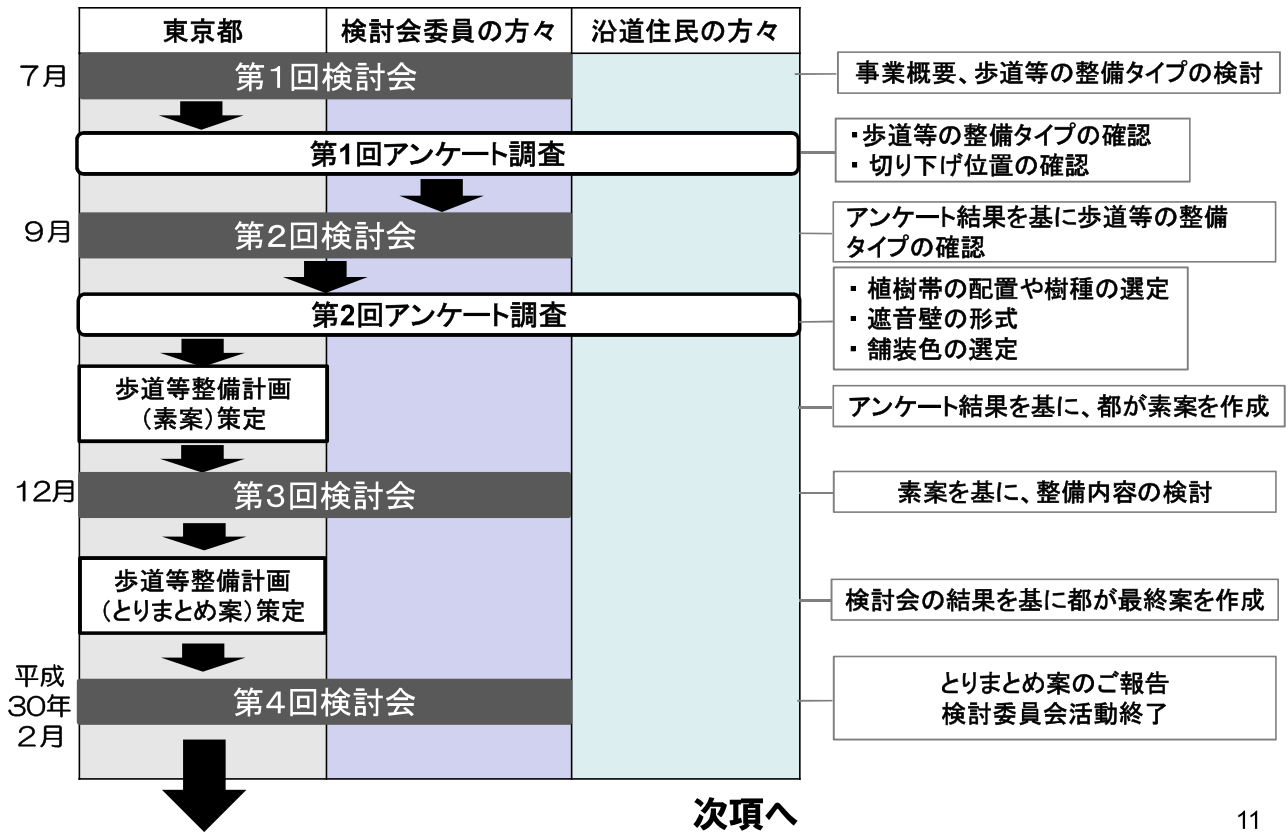 東京都 検討会委員の方々 沿道住民の方々
7月 第1回検討会 事業概要、歩道等の整備タイプの検討
第1回アンケート調査
・歩道等の整備タイプの確認
・切り下げ位置の確認
9月 第2回検討会
アンケート結果を基に歩道等の整備
タイプの確認
第2回アンケート調査
・植樹帯の配置や樹種の選定
・遮音壁の形式
・舗装色の選定
歩道等整備計画
(素案)策定
アンケート結果を基に、都が素案を作成
12月 第3回検討会 素案を基に、整備内容の検討
歩道等整備計画
(とりまとめ案)策定
検討会の結果を基に都が最終案を作成
平成
30年
2月
第4回検討会
とりまとめ案のご報告
検討委員会活動終了
次項へ
11